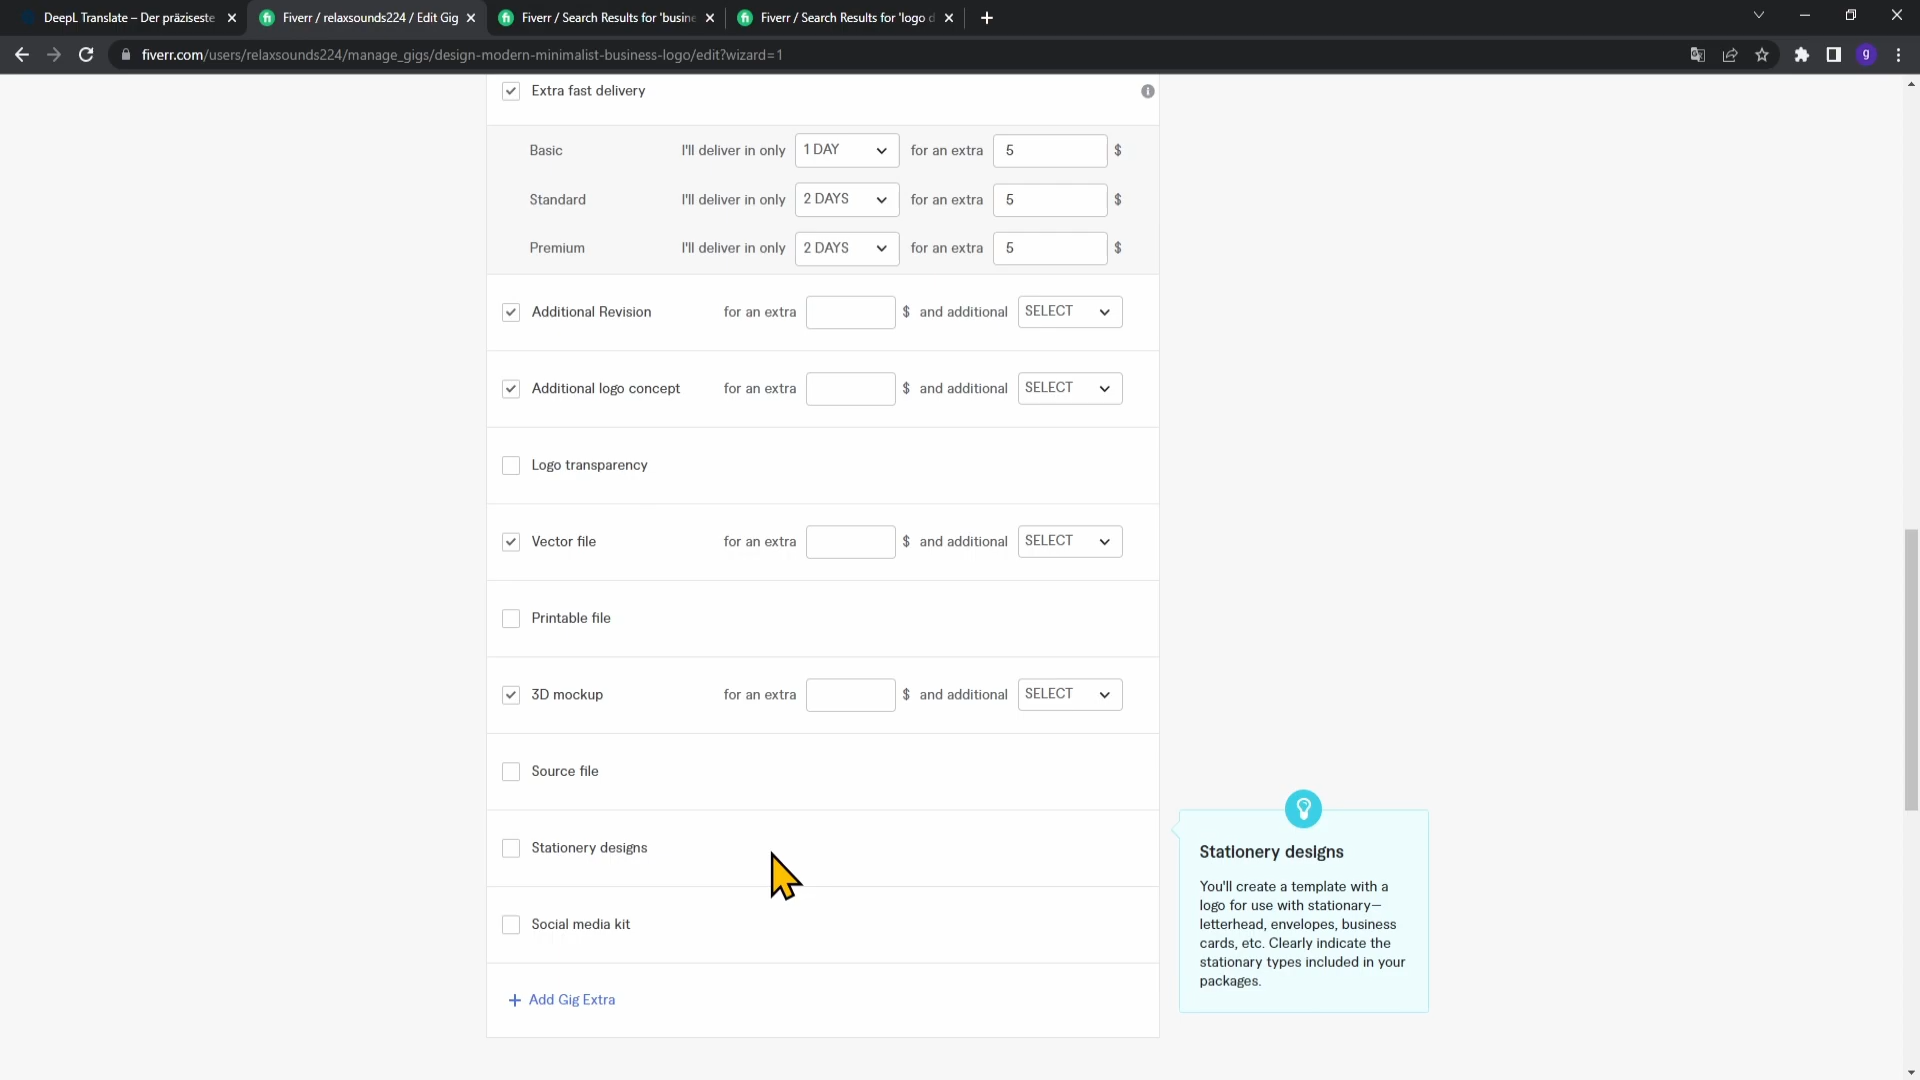 DeepL Translate – Der präziseste
Fiverr / relaxsounds224 / Edit Gig
Fiverr / Search Results for 'busine
Fiverr / Search Results for 'logo d
fiverr.com/users/relaxsounds224/manage_gigs/design-modern-minimalist-business-logo/edit?wizard=1
g
Extra fast delivery
Basic I'll deliver in only 1 DAY for an extra 5 $
Standard I'll deliver in only 2 DAYS for an extra 5 $
Premium I'll deliver in only 2 DAYS for an extra 5 $
Additional Revision for an extra $ and additional SELECT
Additional logo concept for an extra $ and additional SELECT
Logo transparency
Vector file for an extra $ and additional SELECT
Printable file
3D mockup for an extra $ and additional SELECT
Source file
Stationery designs
Social media kit
+ Add Gig Extra
Stationery designs
You'll create a template with a
logo for use with stationary—
letterhead, envelopes, business
cards, etc. Clearly indicate the
stationary types included in your
packages.